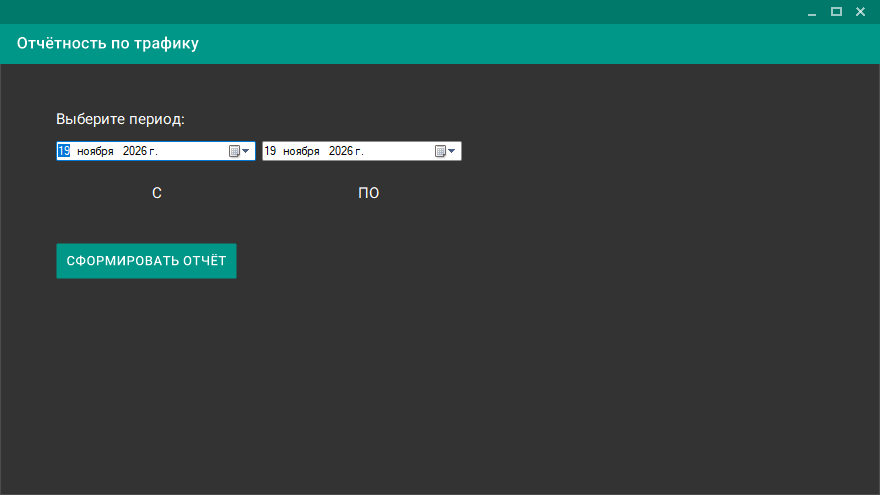 Отчётность по трафику
Выберите период:
19 ноября 2026 г. 19 ноября 2026 г.
С ПО
СФОРМИРОВАТЬ ОТЧЁТ